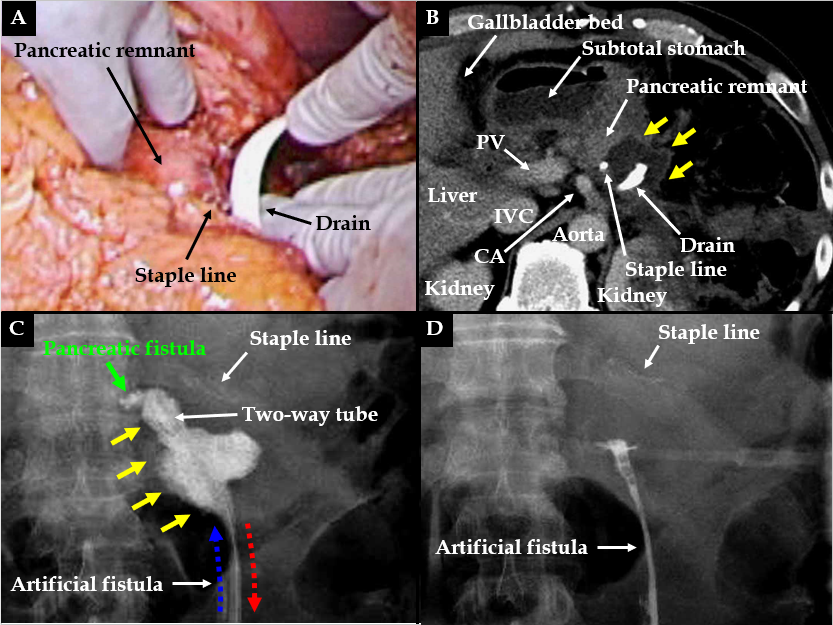 A
Pancreatic remnant
Drain
Staple line
B
Gallbladder bed
Subtotal stomach
Pancreatic remnant
PV
Liver
IVC
CA
Aorta
Drain
Staple line
Kidney
Kidney
C
Pancreatic fistula
Staple line
Two-way tube
Artificial fistula
D
Staple line
Artificial fistula